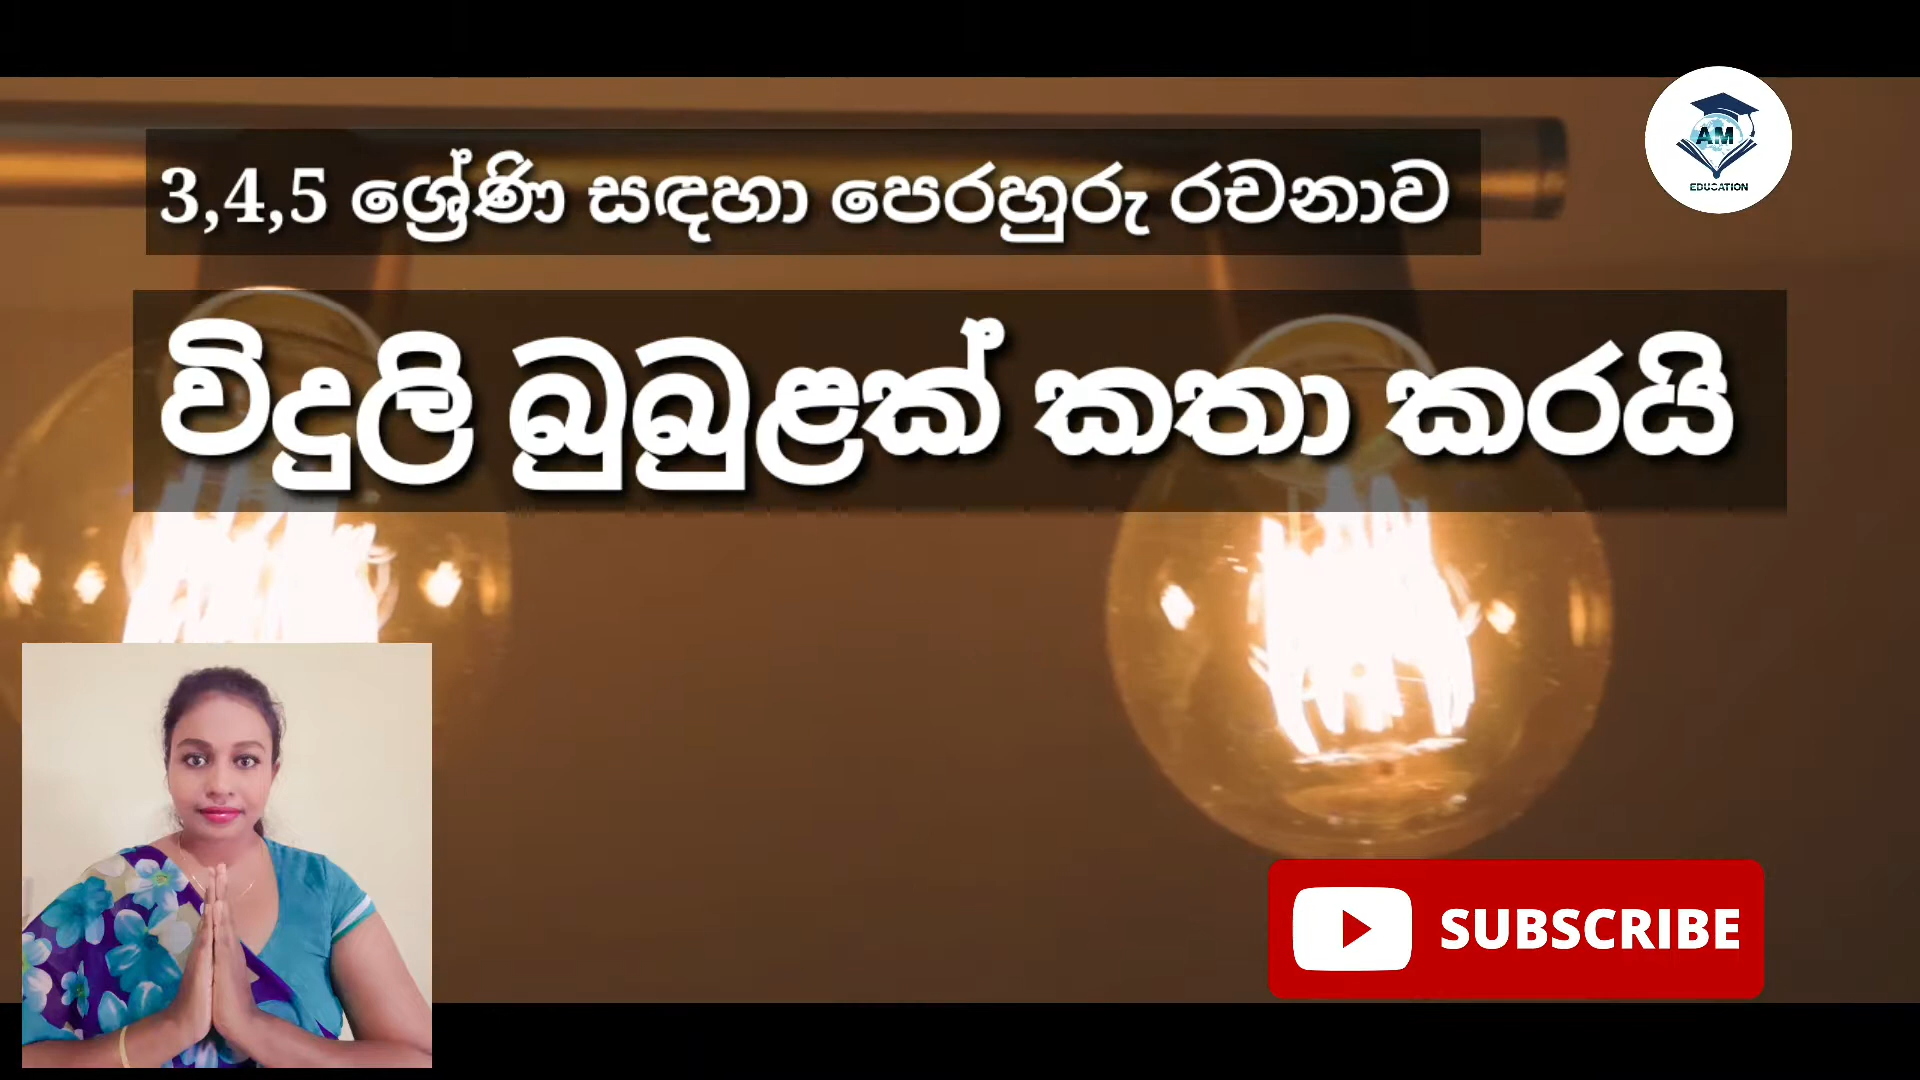 3,4,5 ශ්‍රේණි සඳහා පෙරහුරු රචනාව
AM
EDUCATION
විදුලි බුබුළක් කතා කරයි
SUBSCRIBE